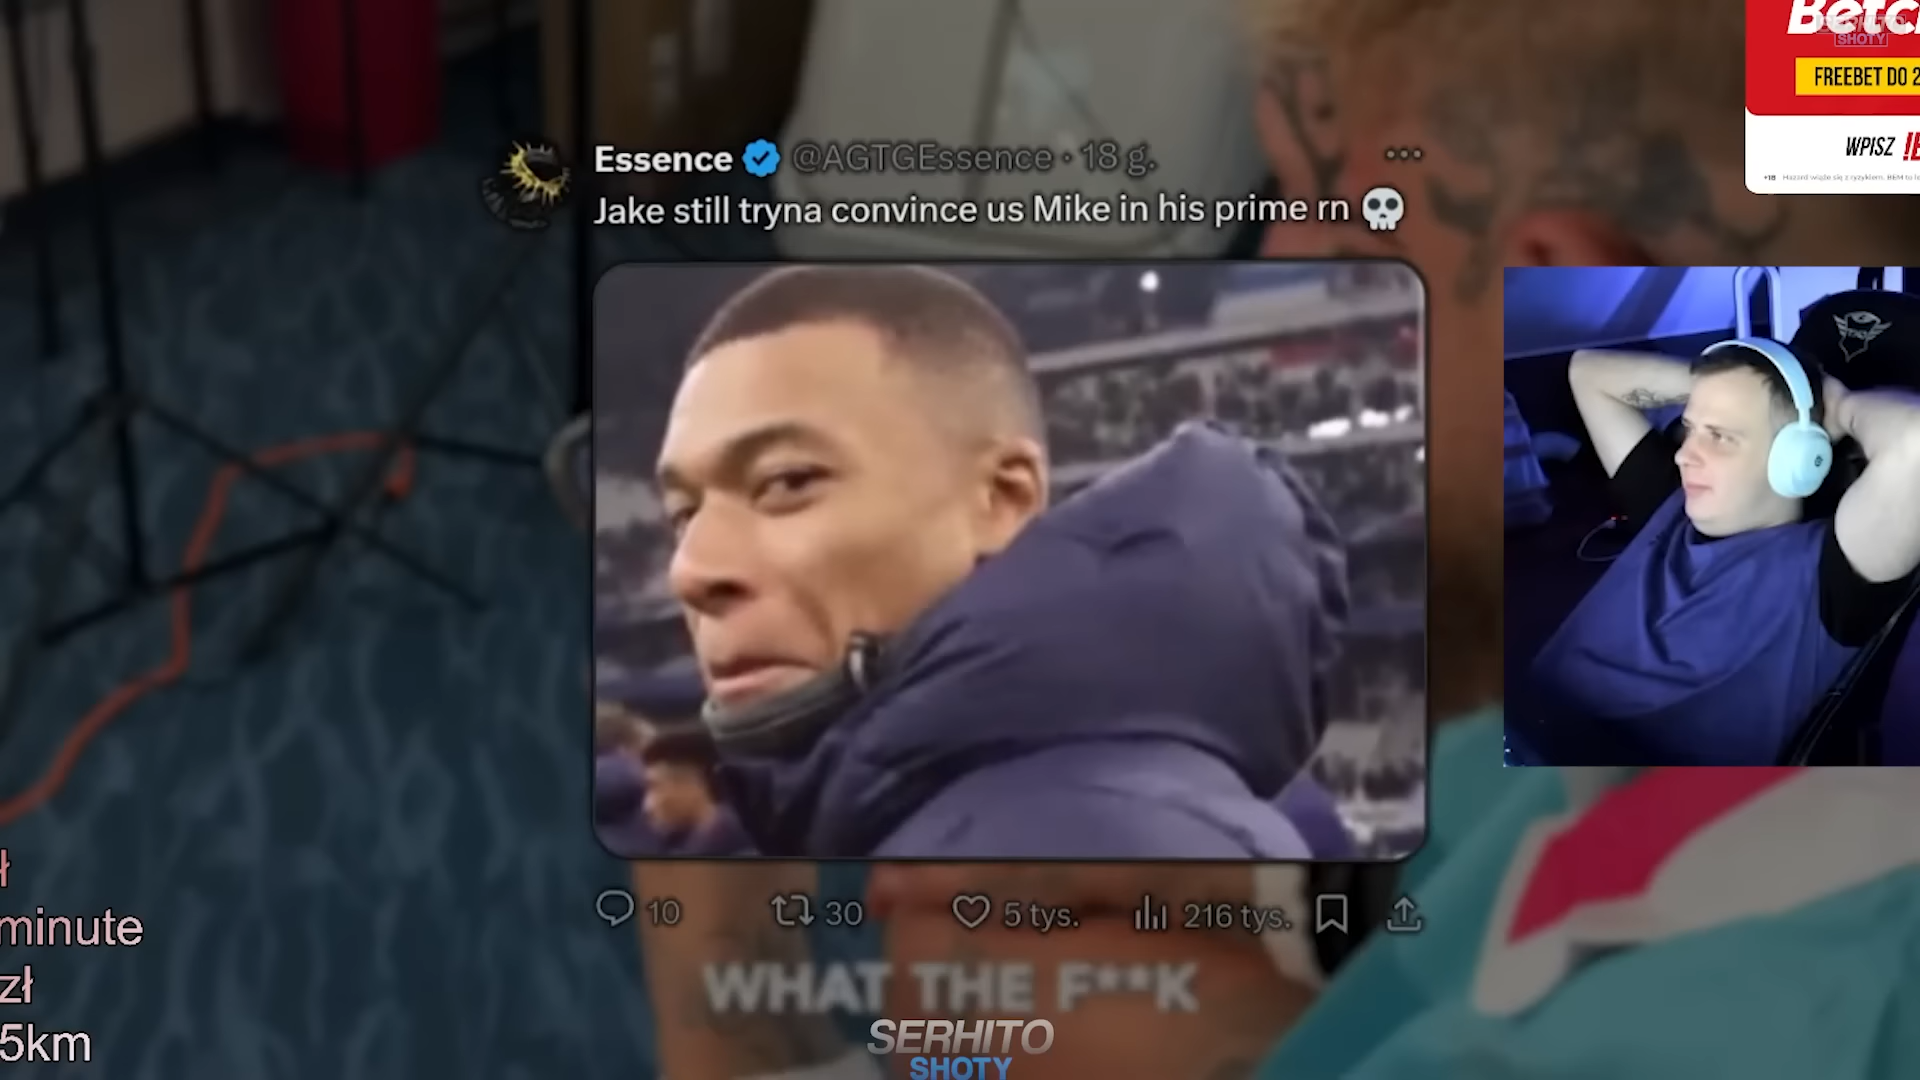 FREEBET DO 2
WPISZ
SHOTY
Essence @AGTGEssence · 18 g.
Jake still tryna convince us Mike in his prime rn 💀
10 30 5 tys. 216 tys.
ł
minute
zł
5km
WHAT THE F**K
SERHITO
SHOTY